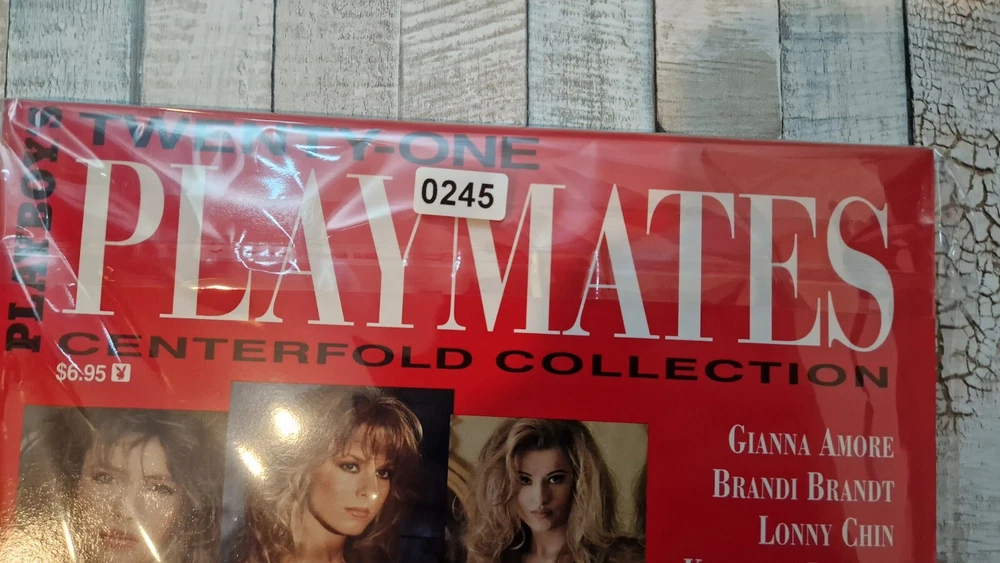 PLAYBOY'S
TWENTY-ONE
PLAYMATES
0245
CENTERFOLD COLLECTION
$6.95
GIANNA AMORE
BRANDI BRANDT
LONNY CHIN